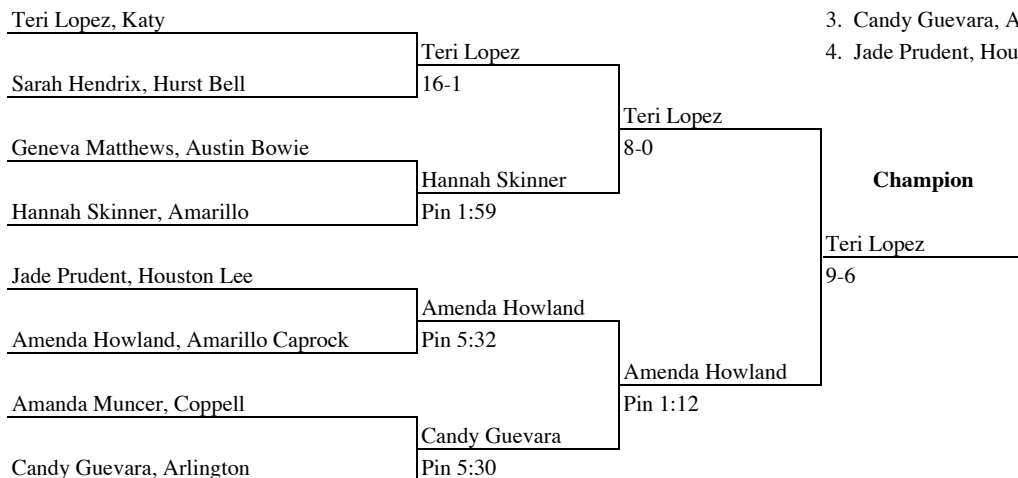 Teri Lopez, Katy
3. Candy Guevara, A
Teri Lopez
4. Jade Prudent, Hou
Sarah Hendrix, Hurst Bell
16-1
Teri Lopez
Geneva Matthews, Austin Bowie
8-0
Hannah Skinner
Champion
Hannah Skinner, Amarillo
Pin 1:59
Teri Lopez
Jade Prudent, Houston Lee
9-6
Amenda Howland
Amenda Howland, Amarillo Caprock
Pin 5:32
Amenda Howland
Amanda Muncer, Coppell
Pin 1:12
Candy Guevara
Candy Guevara, Arlington
Pin 5:30